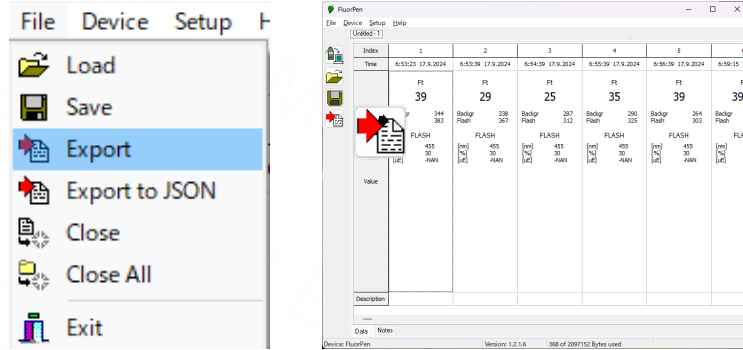 File Device Setup H
Load
Save
Export
Export to JSON
Close
Close All
Exit
FluorPen
File Device Setup Help
Untitled - 1
Index 1 2 3 4 5
Time 6:53:23 17.9.2024 6:53:39 17.9.2024 6:54:39 17.9.2024 6:55:39 17.9.2024 6:56:39 17.9.2024 6:59:15
Ft Ft Ft Ft Ft F
39 29 25 35 39 39
gr 344 Backgr 338 Backgr 287 Backgr 290 Backgr 264 Backgr
383 Flash 367 Flash 312 Flash 325 Flash 303 Flash
FLASH FLASH FLASH FLASH FLASH FLA
455 [nm] 455 [nm] 455 [nm] 455 [nm] 455 [nm]
30 [%] 30 [%] 30 [%] 30 [%] 30 [%]
[uE] -NAN [uE] -NAN [uE] -NAN [uE] -NAN [uE] -NAN [uE]
Value
Description
Data Notes
Device: FluorPen Version: 1.2.1.6 368 of 2097152 Bytes used